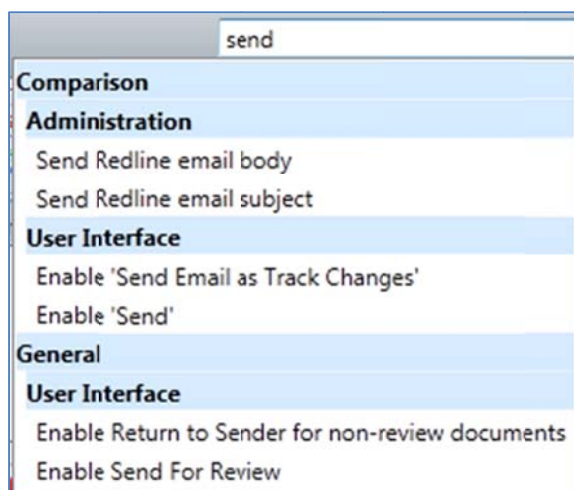 send
Comparison
Administration
Send Redline email body
Send Redline email subject
User Interface
Enable 'Send Email as Track Changes'
Enable 'Send'
General
User Interface
Enable Return to Sender for non-review documents
Enable Send For Review